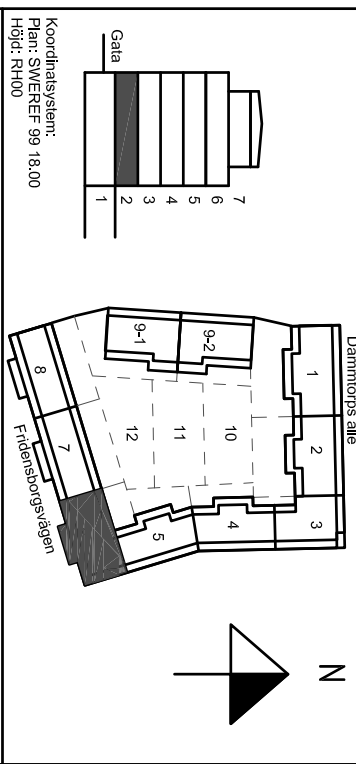 Koordinatsystem:
Plan: SWEREF 99 18.00
Höjd: RH00
Gata
1
2
3
4
5
6
7
Dammtorps alle
1
2
3
4
5
7
8
9-1
9-2
10
11
12
Fridensborgsvägen
N